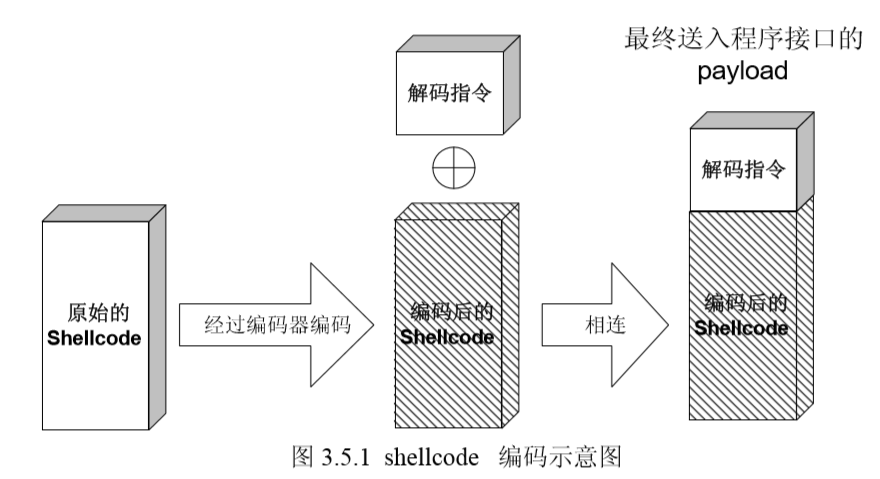 最终送入程序接口的
payload
解码指令
解码指令
原始的
Shellcode
经过编码器编码
编码后的
Shellcode
相连
编码后的
Shellcode
图 3.5.1 shellcode 编码示意图